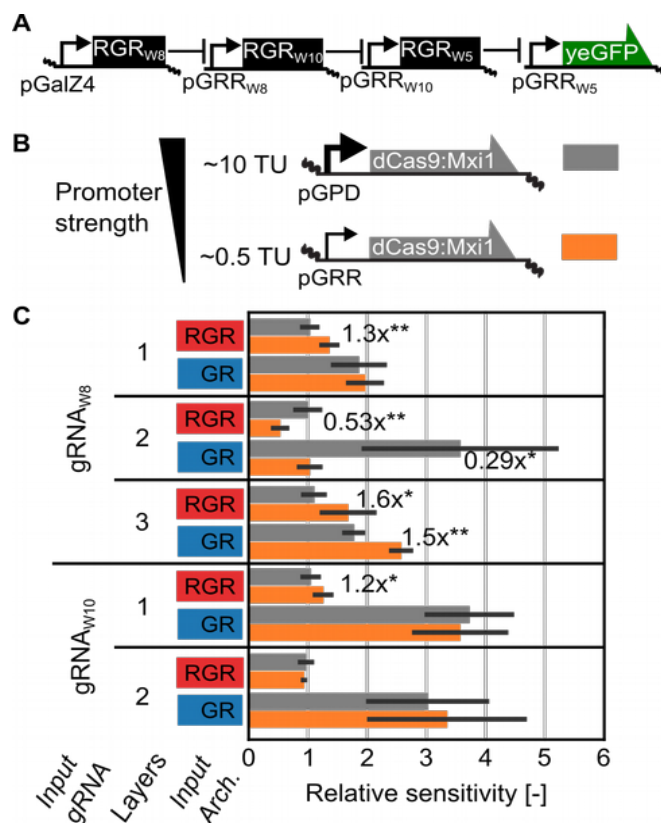 A
RGRW8 RGRW10 RGRW5 yeGFP
pGalZ4 pGRRW8 pGRRW10 pGRRW5
B
Promoter
strength
~10 TU dCas9:Mxi1
pGPD
~0.5 TU dCas9:Mxi1
pGRR
C
gRNAW8
1 RGR 1.3x**
GR
2 RGR 0.53x**
GR 0.29x*
3 RGR 1.6x*
GR 1.5x**
gRNAW10
1 RGR 1.2x*
GR
2 RGR
GR
0 1 2 3 4 5 6
Input
gRNA
Layers
Input
Arch.
Relative sensitivity [-]